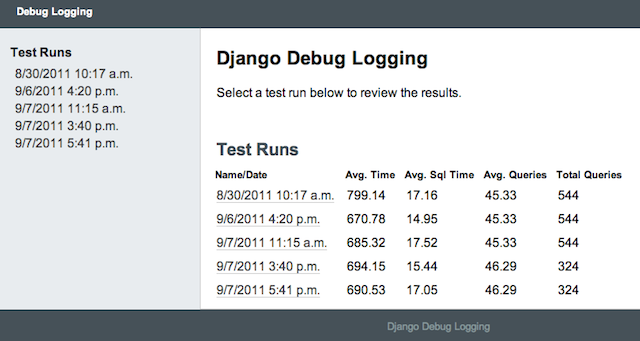 Debug Logging
Test Runs
8/30/2011 10:17 a.m.
9/6/2011 4:20 p.m.
9/7/2011 11:15 a.m.
9/7/2011 3:40 p.m.
9/7/2011 5:41 p.m.
Django Debug Logging
Select a test run below to review the results.
Test Runs
Name/Date Avg. Time Avg. Sql Time Avg. Queries Total Queries
8/30/2011 10:17 a.m. 799.14 17.16 45.33 544
9/6/2011 4:20 p.m. 670.78 14.95 45.33 544
9/7/2011 11:15 a.m. 685.32 17.52 45.33 544
9/7/2011 3:40 p.m. 694.15 15.44 46.29 324
9/7/2011 5:41 p.m. 690.53 17.05 46.29 324
Django Debug Logging